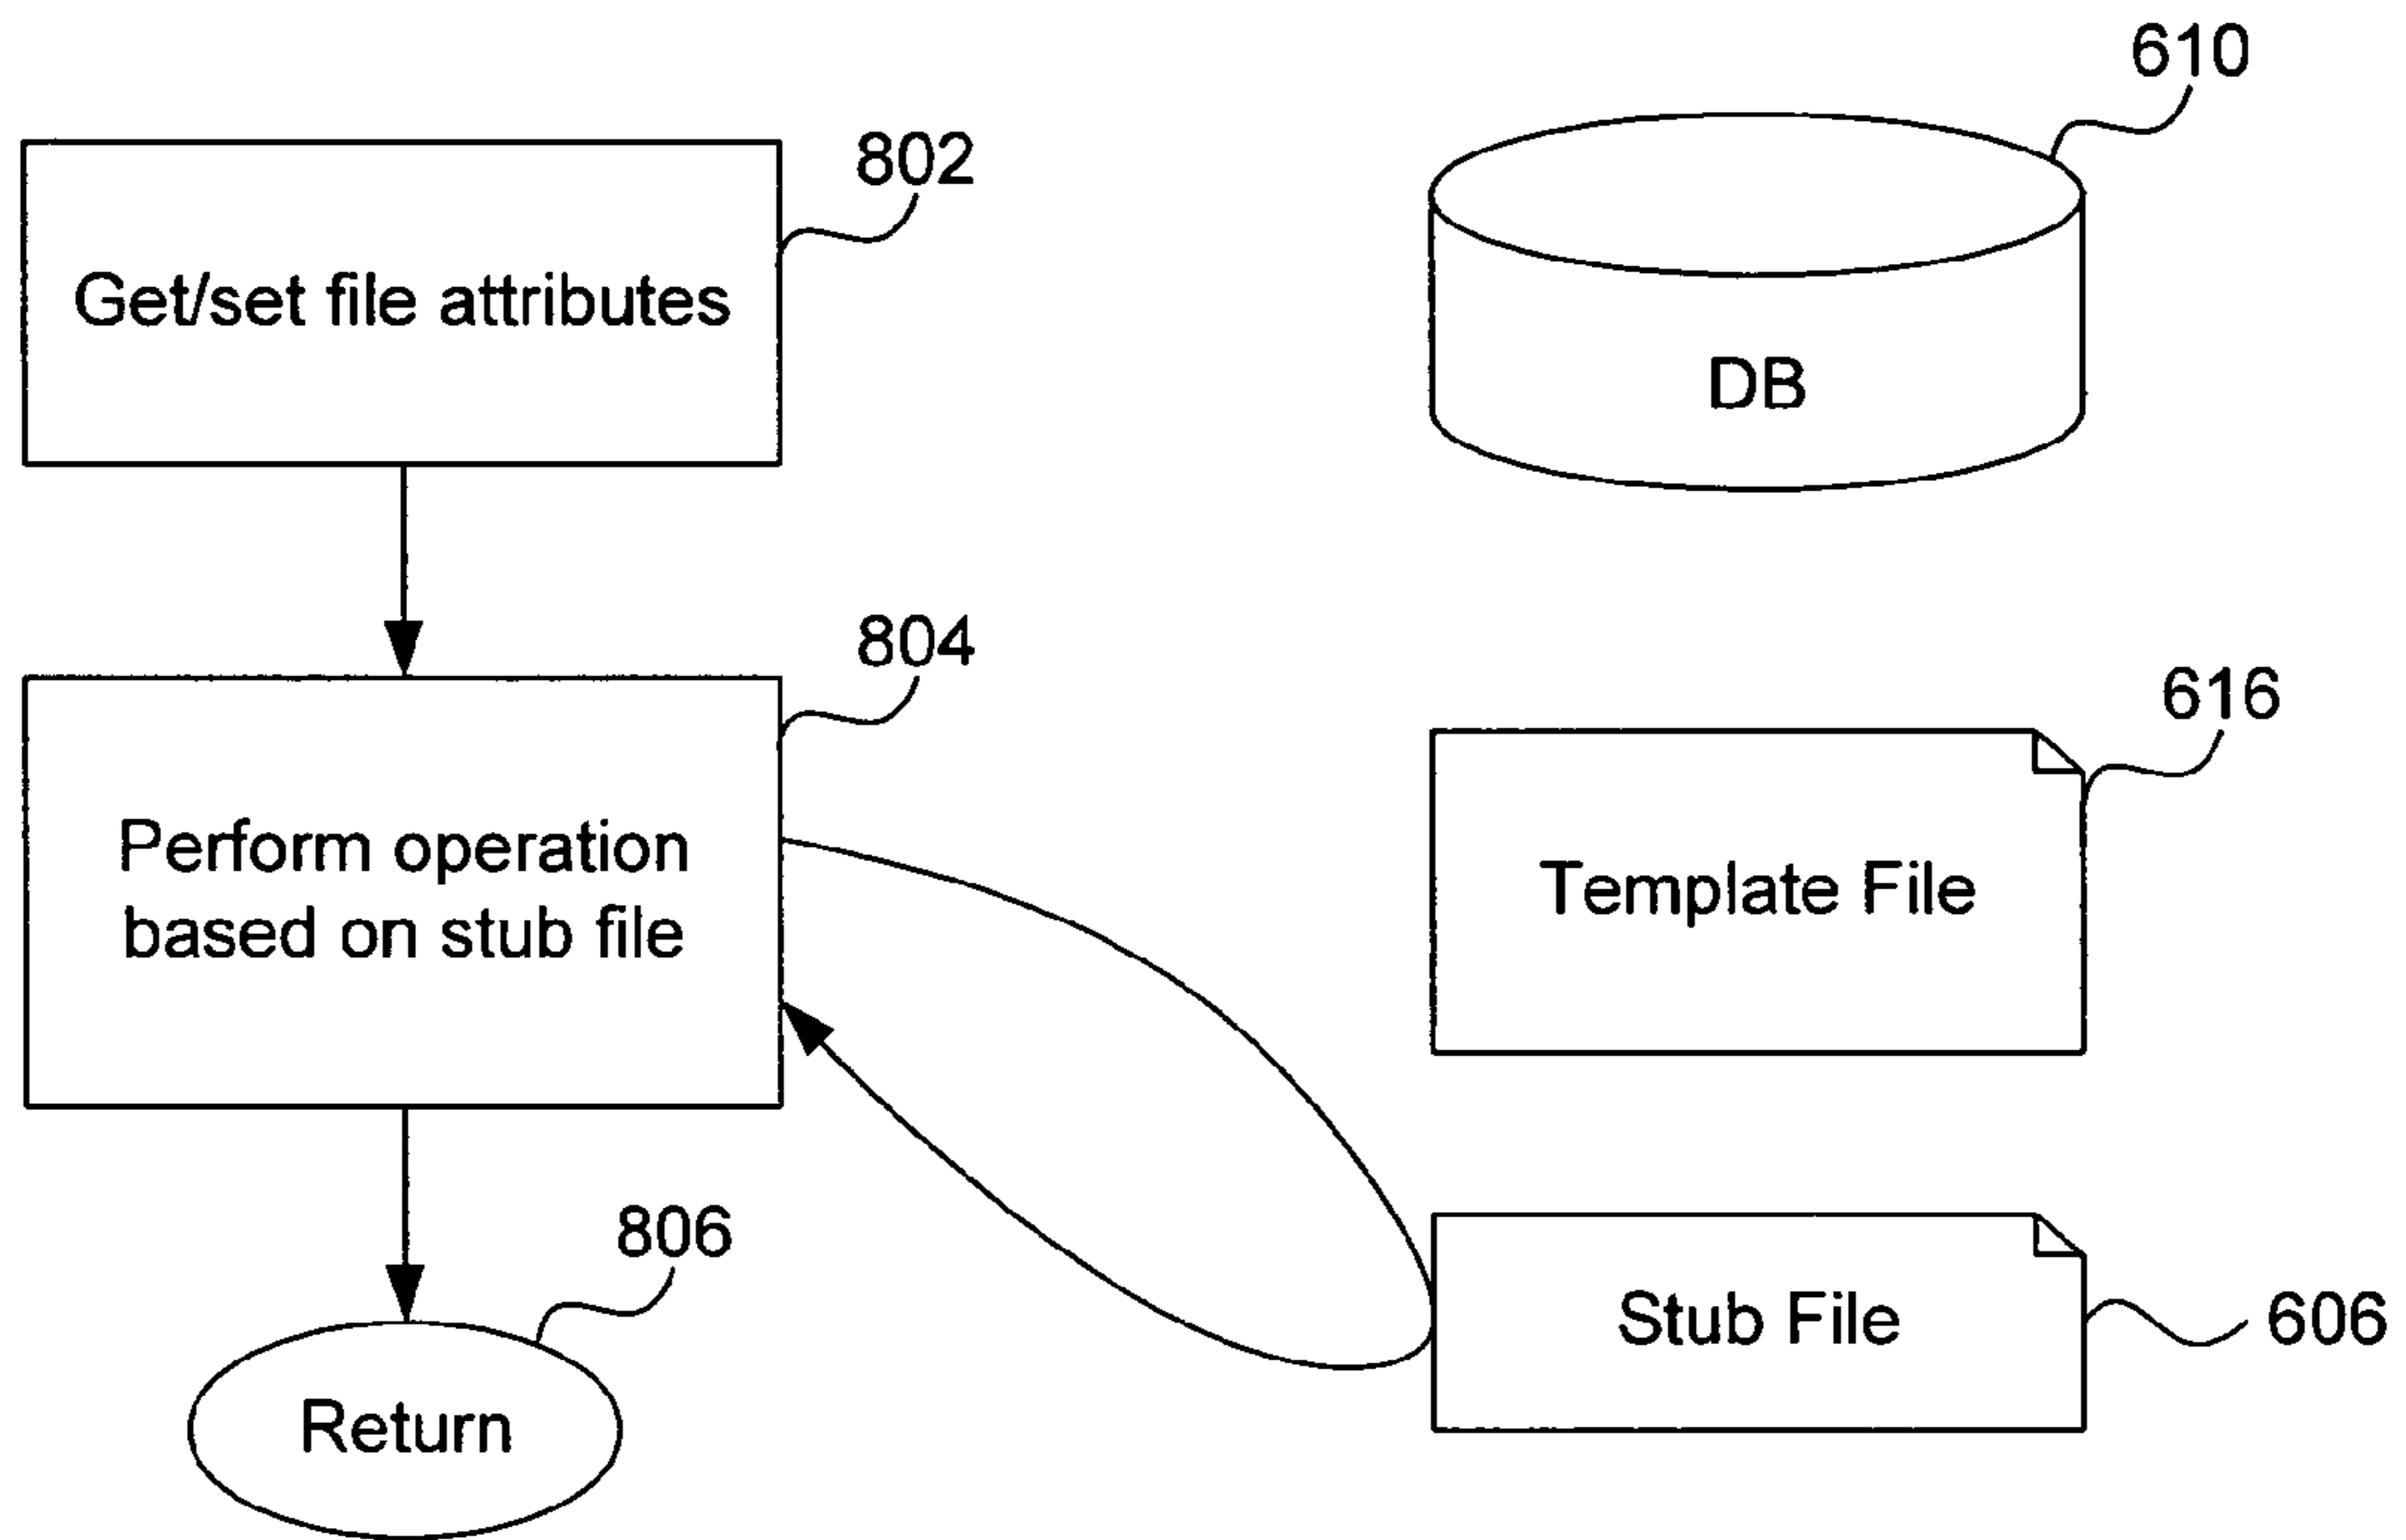 610
802
Get/set file attributes
DB
804
616
Perform operation
based on stub file
Template File
806
Stub File
606
Return